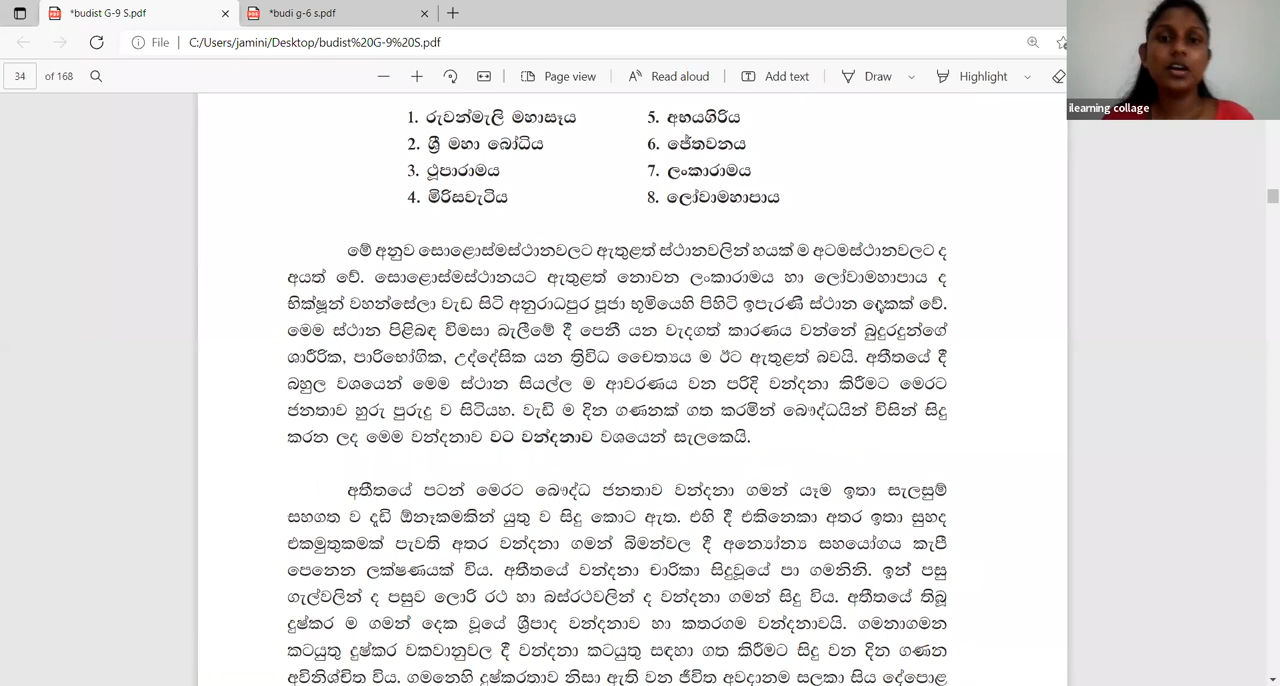 *budist G-9 S.pdf
*budi g-6 s.pdf
File
C:/Users/jamini/Desktop/budist%20G-9%20S.pdf
34 of 168
Page view
Read aloud
Add text
Draw
Highlight
ilearning collage
1. රුවන්මැලි මහාසෑය
2. ශ්‍රී මහා බෝධිය
3. ථූපාරාමය
4. මිරිසවැටිය
5. අභයගිරිය
6. ජේතවනය
7. ලංකාරාමය
8. ලෝවාමහාපාය
මේ අනුව සොළොස්මස්ථානවලට ඇතුළත් ස්ථානවලින් හයක් ම අටමස්ථානවලට ද
අයත් වේ. සොළොස්මස්ථානයට ඇතුළත් නොවන ලංකාරාමය හා ලෝවාමහාපාය ද
භික්ෂූන් වහන්සේලා වැඩ සිටි අනුරාධපුර පූජා භූමියෙහි පිහිටි ඉපැරණි ස්ථාන දෙකක් වේ.
මෙම ස්ථාන පිළිබඳ විමසා බැලීමේ දී පෙනී යන වැදගත් කාරණය වන්නේ බුදුරදුන්ගේ
ශාරීරික, පාරිභෝගික, උද්දේසික යන ත්‍රිවිධ චෛත්‍යය ම ඊට ඇතුළත් බවයි. අතීතයේ දී
බහුල වශයෙන් මෙම ස්ථාන සියල්ල ම ආවරණය වන පරිදි වන්දනා කිරීමට මෙරට
ජනතාව හුරු පුරුදු ව සිටියහ. වැඩි ම දින ගණනක් ගත කරමින් බෞද්ධයින් විසින් සිදු
කරන ලද මෙම වන්දනාව වට වන්දනාව වශයෙන් සැලකෙයි.
අතීතයේ පටන් මෙරට බෞද්ධ ජනතාව වන්දනා ගමන් යෑම ඉතා සැලසුම්
සහගත ව දැඩි ඕනෑකමකින් යුතු ව සිදු කොට ඇත. එහි දී එකිනෙකා අතර ඉතා සුහද
එකමුතුකමක් පැවති අතර වන්දනා ගමන් බිමන්වල දී අන්‍යෝන්‍ය සහයෝගය කැපී
පෙනෙන ලක්ෂණයක් විය. අතීතයේ වන්දනා චාරිකා සිදුවූයේ පා ගමනිනි. ඉන් පසු
ගැල්වලින් ද පසුව ලොරි රථ හා බස්රථවලින් ද වන්දනා ගමන් සිදු විය. අතීතයේ තිබූ
දුෂ්කර ම ගමන් දෙක වූයේ ශ්‍රීපාද වන්දනාව හා කතරගම වන්දනාවයි. ගමනාගමන
කටයුතු දුෂ්කර වකවානුවල දී වන්දනා කටයුතු සඳහා ගත කිරීමට සිදු වන දින ගණන
අවිනිශ්චිත විය. ගමනෙහි දුෂ්කරතාව නිසා ඇති වන ජීවිත අවදානම සලකා සිය දේපොළ